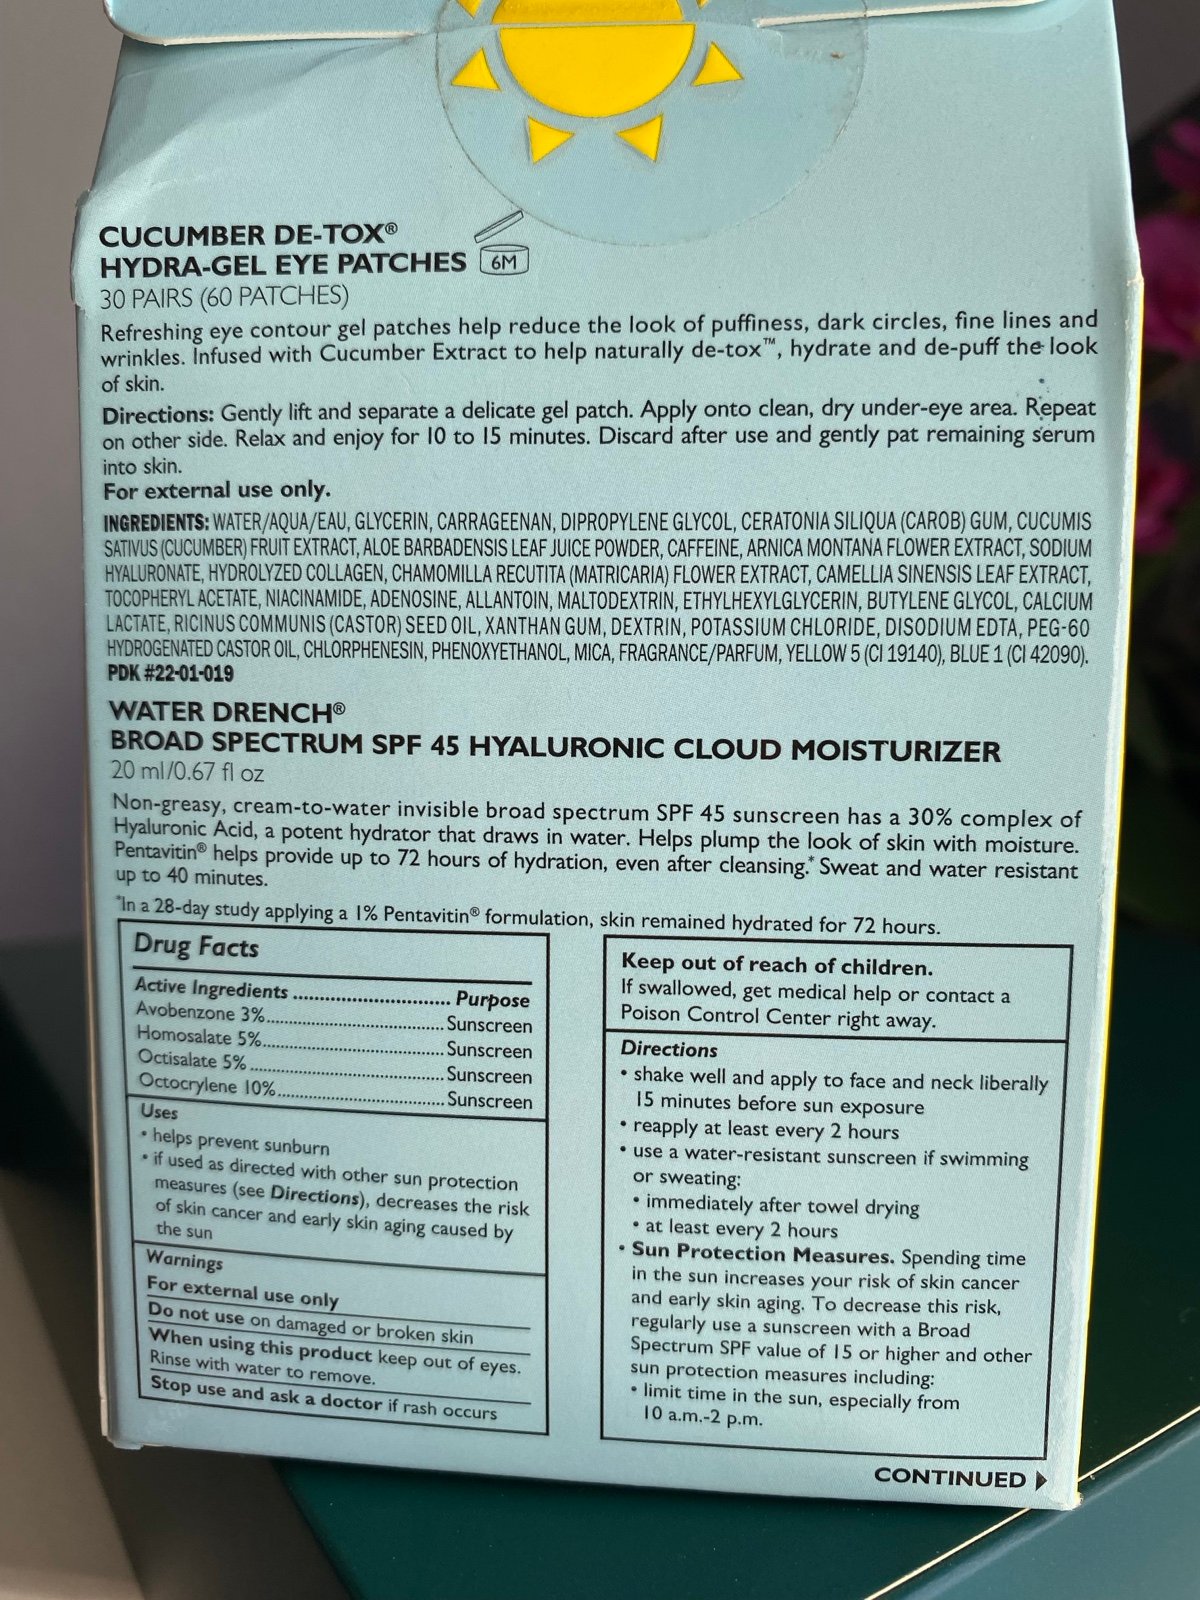 CUCUMBER DE-TOX®
HYDRA-GEL EYE PATCHES 6M
30 PAIRS (60 PATCHES)
Refreshing eye contour gel patches help reduce the look of puffiness, dark circles, fine lines and
wrinkles. Infused with Cucumber Extract to help naturally de-tox™, hydrate and de-puff the look
of skin.
Directions: Gently lift and separate a delicate gel patch. Apply onto clean, dry under-eye area. Repeat
on other side. Relax and enjoy for 10 to 15 minutes. Discard after use and gently pat remaining serum
into skin.
For external use only.
INGREDIENTS: WATER/AQUA/EAU, GLYCERIN, CARRAGEENAN, DIPROPYLENE GLYCOL, CERATONIA SILIQUA (CAROB) GUM, CUCUMIS
SATIVUS (CUCUMBER) FRUIT EXTRACT, ALOE BARBADENSIS LEAF JUICE POWDER, CAFFEINE, ARNICA MONTANA FLOWER EXTRACT, SODIUM
HYALURONATE, HYDROLYZED COLLAGEN, CHAMOMILLA RECUTITA (MATRICARIA) FLOWER EXTRACT, CAMELLIA SINENSIS LEAF EXTRACT,
TOCOPHERYL ACETATE, NIACINAMIDE, ADENOSINE, ALLANTOIN, MALTODEXTRIN, ETHYLHEXYLGLYCERIN, BUTYLENE GLYCOL, CALCIUM
LACTATE, RICINUS COMMUNIS (CASTOR) SEED OIL, XANTHAN GUM, DEXTRIN, POTASSIUM CHLORIDE, DISODIUM EDTA, PEG-60
HYDROGENATED CASTOR OIL, CHLORPHENESIN, PHENOXYETHANOL, MICA, FRAGRANCE/PARFUM, YELLOW 5 (CI 19140), BLUE 1 (CI 42090).
PDK #22-01-019
WATER DRENCH®
BROAD SPECTRUM SPF 45 HYALURONIC CLOUD MOISTURIZER
20 ml/0.67 fl oz
Non-greasy, cream-to-water invisible broad spectrum SPF 45 sunscreen has a 30% complex of
Hyaluronic Acid, a potent hydrator that draws in water. Helps plump the look of skin with moisture.
Pentavitin® helps provide up to 72 hours of hydration, even after cleansing.* Sweat and water resistant
up to 40 minutes.
*In a 28-day study applying a 1% Pentavitin® formulation, skin remained hydrated for 72 hours.
Drug Facts
Active Ingredients ............................ Purpose
Avobenzone 3%............................... Sunscreen
Homosalate 5%............................... Sunscreen
Octisalate 5% ................................. Sunscreen
Octocrylene 10%............................. Sunscreen
Uses
• helps prevent sunburn
• if used as directed with other sun protection
measures (see Directions), decreases the risk
of skin cancer and early skin aging caused by
the sun
Warnings
For external use only
Do not use on damaged or broken skin
When using this product keep out of eyes.
Rinse with water to remove.
Stop use and ask a doctor if rash occurs
Keep out of reach of children.
If swallowed, get medical help or contact a
Poison Control Center right away.
Directions
• shake well and apply to face and neck liberally
15 minutes before sun exposure
• reapply at least every 2 hours
• use a water-resistant sunscreen if swimming
or sweating:
• immediately after towel drying
• at least every 2 hours
• Sun Protection Measures. Spending time
in the sun increases your risk of skin cancer
and early skin aging. To decrease this risk,
regularly use a sunscreen with a Broad
Spectrum SPF value of 15 or higher and other
sun protection measures including:
• limit time in the sun, especially from
10 a.m.-2 p.m.
CONTINUED